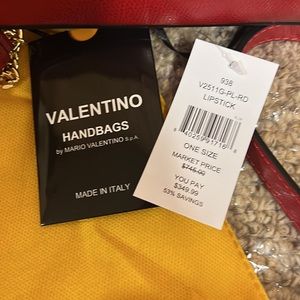 VALENTINO
HANDBAGS
by MARIO VALENTINO S.p.A.
MADE IN ITALY
938
V2511G-PL-RD
LIPSTICK
ONE SIZE
MARKET PRICE
$745.00
YOU PAY
$349.99
53% SAVINGS